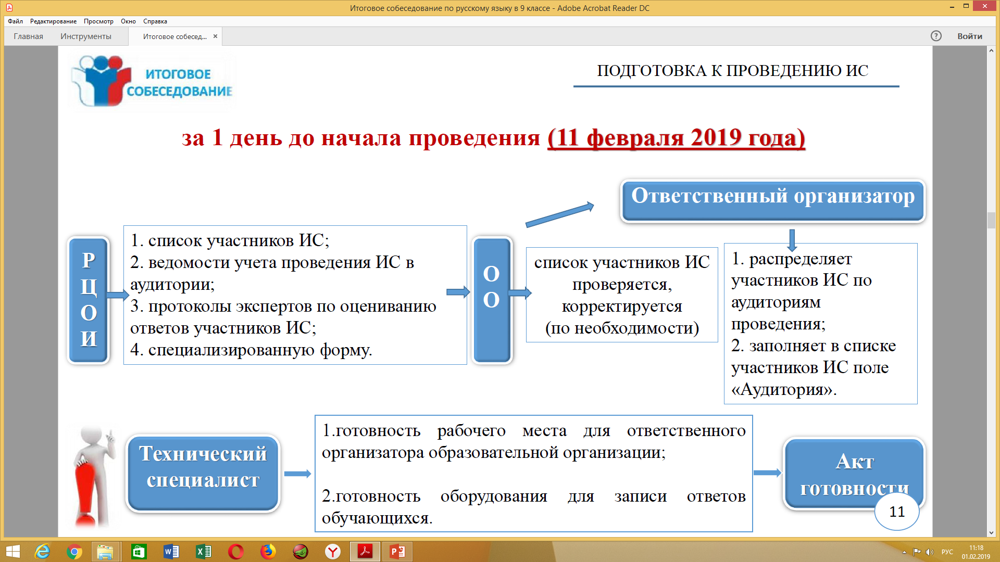 Итоговое собеседование по русскому языку в 9 классе - Adobe Acrobat Reader DC
Файл Редактирование Просмотр Окно Справка
Главная Инструменты Итоговое собесед... × ? Войти
ИТОГОВОЕ
СОБЕСЕДОВАНИЕ
ПОДГОТОВКА К ПРОВЕДЕНИЮ ИС
за 1 день до начала проведения (11 февраля 2019 года)
Р
Ц
О
И
1. список участников ИС;
2. ведомости учета проведения ИС в
аудитории;
3. протоколы экспертов по оцениванию
ответов участников ИС;
4. специализированную форму.
О
О
список участников ИС
проверяется,
корректируется
(по необходимости)
Ответственный организатор
1. распределяет
участников ИС по
аудиториям
проведения;
2. заполняет в списке
участников ИС поле
«Аудитория».
Технический
специалист
1.готовность рабочего места для ответственного
организатора образовательной организации;
2.готовность оборудования для записи ответов
обучающихся.
Акт
готовности
11
РУС
11:18
01.02.2019